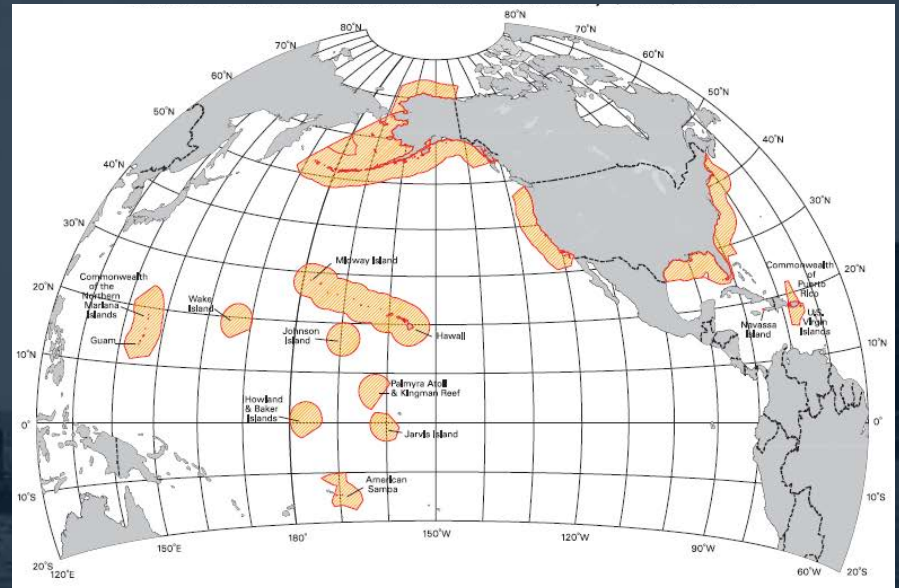 80°N
80°N
70°N
70°N
60°N
60°N
50°N
50°N
40°N
40°N
30°N
30°N
20°N
20°N
10°N
10°N
0°
0°
10°S
10°S
20°S
20°S
120°E
150°E
180°
150°W
120°W
90°W
60°W
Midway Island
Commonwealth
of the
Northern
Mariana
Islands
Guam
Wake
Island
Johnson
Island
Hawaii
Commonwealth
of
Puerto
Rico
U.S.
Virgin
Islands
Navassa
Island
Palmyra Atoll
& Kingman Reef
Howland
& Baker
Islands
Jarvis Island
American
Samoa